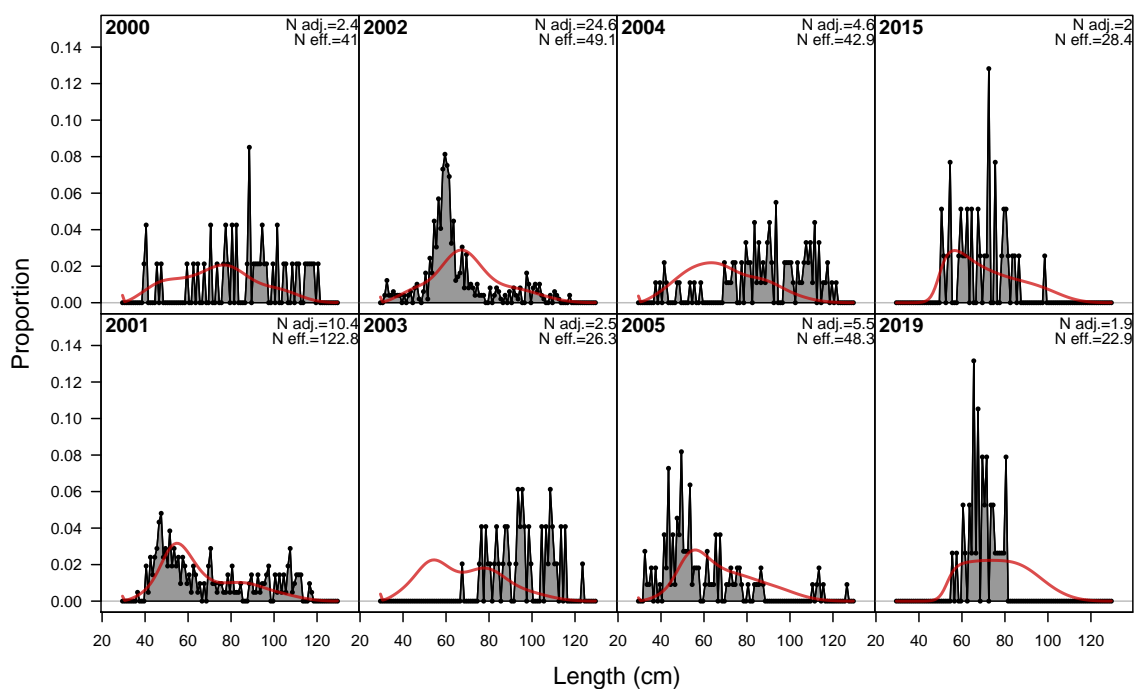 2000
N adj.=2.4
N eff.=41
2002
N adj.=24.6
N eff.=49.1
2004
N adj.=4.6
N eff.=42.9
2015
N adj.=2
N eff.=28.4
0.14
0.12
0.10
0.08
0.06
0.04
0.02
0.00
2001
N adj.=10.4
N eff.=122.8
2003
N adj.=2.5
N eff.=26.3
2005
N adj.=5.5
N eff.=48.3
2019
N adj.=1.9
N eff.=22.9
0.14
0.12
0.10
0.08
0.06
0.04
0.02
0.00
Proportion
20 40 60 80 100 120 20 40 60 80 100 120 20 40 60 80 100 120 20 40 60 80 100 120
Length (cm)